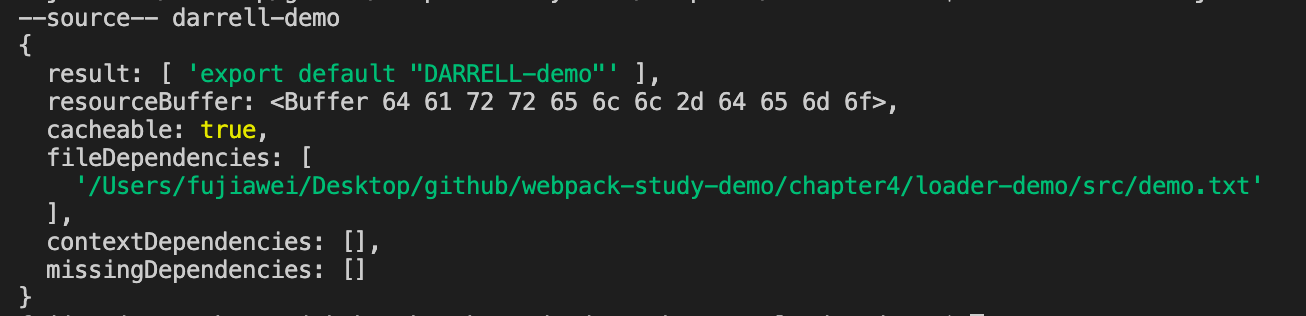 --source-- darrell-demo
{
  result: [ 'export default "DARRELL-demo"' ],
  resourceBuffer: <Buffer 64 61 72 72 65 6c 6c 2d 64 65 6d 6f>,
  cacheable: true,
  fileDependencies: [
    '/Users/fujiawei/Desktop/github/webpack-study-demo/chapter4/loader-demo/src/demo.txt'
  ],
  contextDependencies: [],
  missingDependencies: []
}